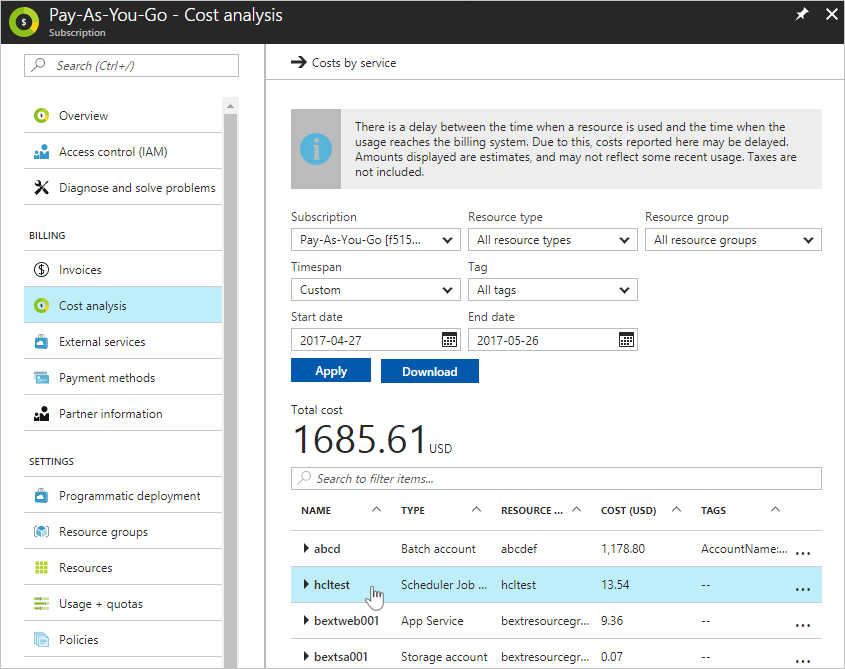 Pay-As-You-Go - Cost analysis
Subscription
Search (Ctrl+/)
Overview
Access control (IAM)
Diagnose and solve problems
BILLING
Invoices
Cost analysis
External services
Payment methods
Partner information
SETTINGS
Programmatic deployment
Resource groups
Resources
Usage + quotas
Policies
Costs by service
There is a delay between the time when a resource is used and the time when the
usage reaches the billing system. Due to this, costs reported here may be delayed.
Amounts displayed are estimates, and may not reflect some recent usage. Taxes are
not included.
Subscription Resource type Resource group
Pay-As-You-Go [f515... All resource types All resource groups
Timespan Tag
Custom All tags
Start date End date
2017-04-27 2017-05-26
Apply Download
Total cost
1685.61 USD
Search to filter items...
NAME TYPE RESOURCE ... COST (USD) TAGS
abcd Batch account abcdef 1,178.80 AccountName:... ...
hcltest Scheduler Job ... hcltest 13.54 -- ...
bextweb001 App Service bextresourcegr... 9.36 -- ...
bextsa001 Storage account bextresourcegr... 0.07 -- ...